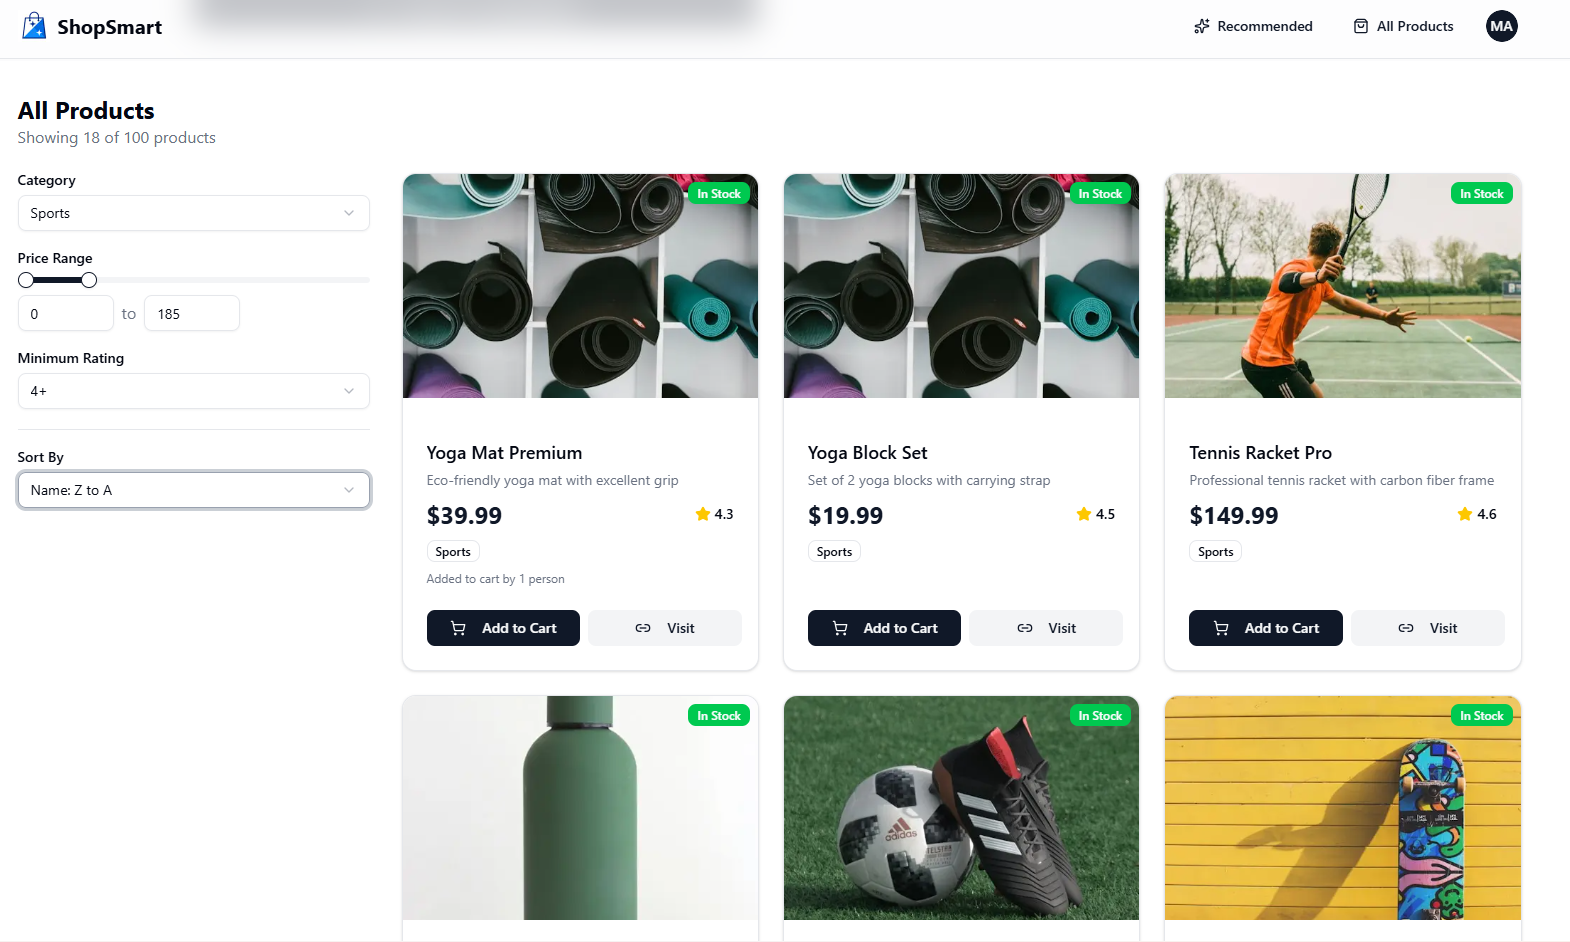 ShopSmart
Recommended
All Products
MA
All Products
Showing 18 of 100 products
Category
Sports
Price Range
0 to 185
Minimum Rating
4+
Sort By
Name: Z to A
In Stock
Yoga Mat Premium
Eco-friendly yoga mat with excellent grip
$39.99 4.3
Sports
Added to cart by 1 person
Add to Cart Visit
In Stock
Yoga Block Set
Set of 2 yoga blocks with carrying strap
$19.99 4.5
Sports
Add to Cart Visit
In Stock
Tennis Racket Pro
Professional tennis racket with carbon fiber frame
$149.99 4.6
Sports
Add to Cart Visit
In Stock
In Stock
adidas
In Stock